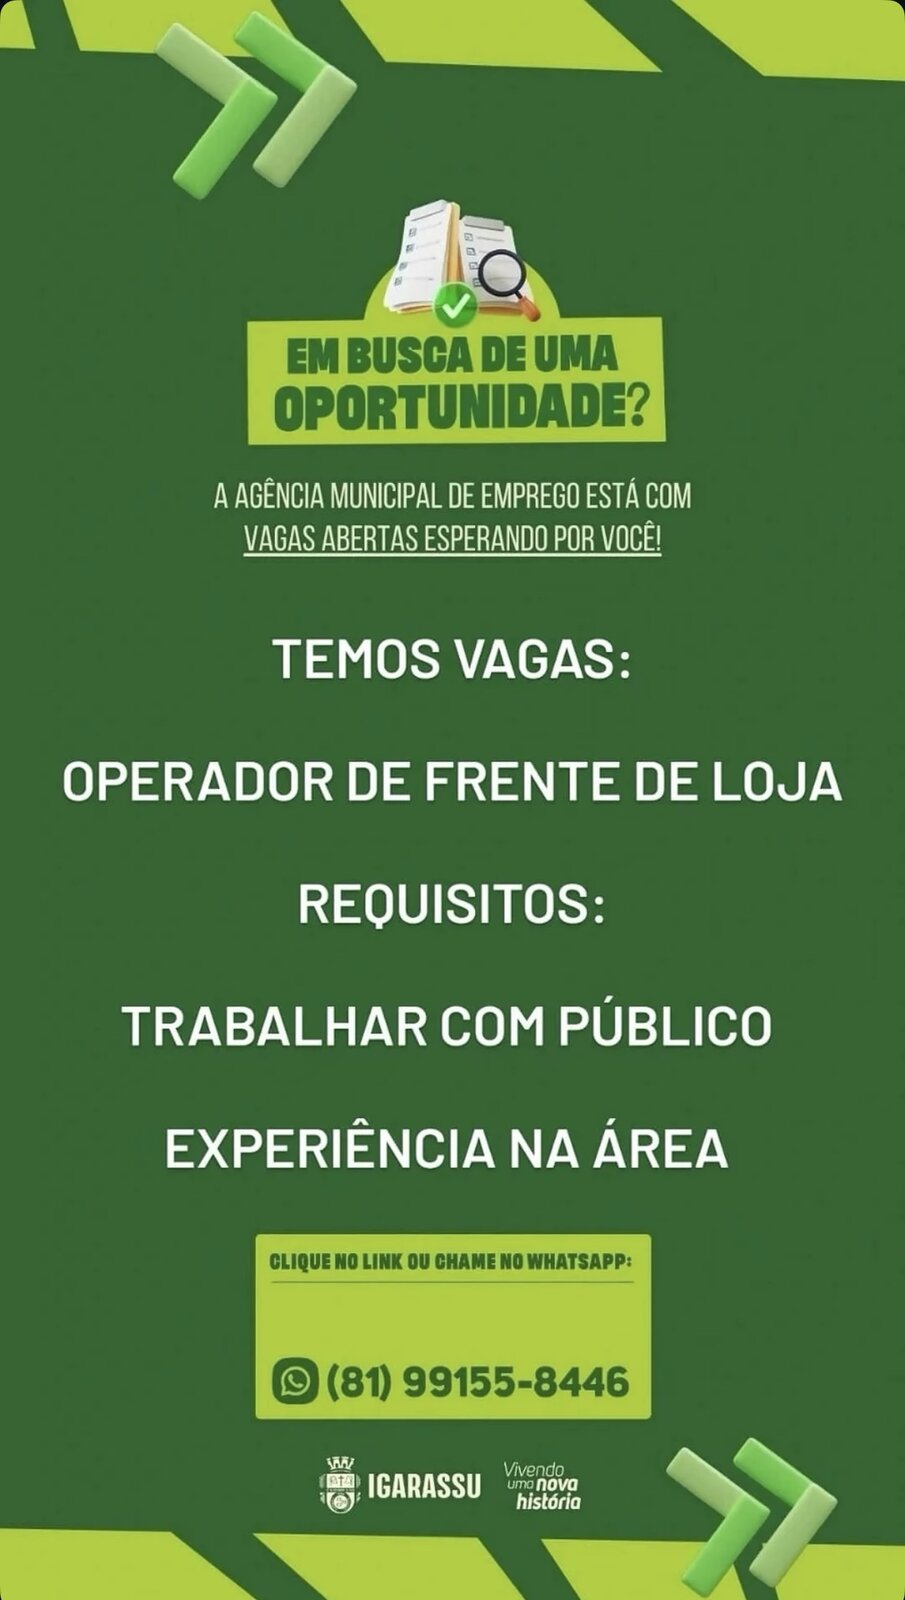 EM BUSCA DE UMA
OPORTUNIDADE?
A AGÊNCIA MUNICIPAL DE EMPREGO ESTÁ COM
VAGAS ABERTAS ESPERANDO POR VOCÊ!
TEMOS VAGAS:
OPERADOR DE FRENTE DE LOJA
REQUISITOS:
TRABALHAR COM PÚBLICO
EXPERIÊNCIA NA ÁREA
CLIQUE NO LINK OU CHAME NO WHATSAPP:
(81) 99155-8446
IGARASSU
Vivendo
uma nova
história